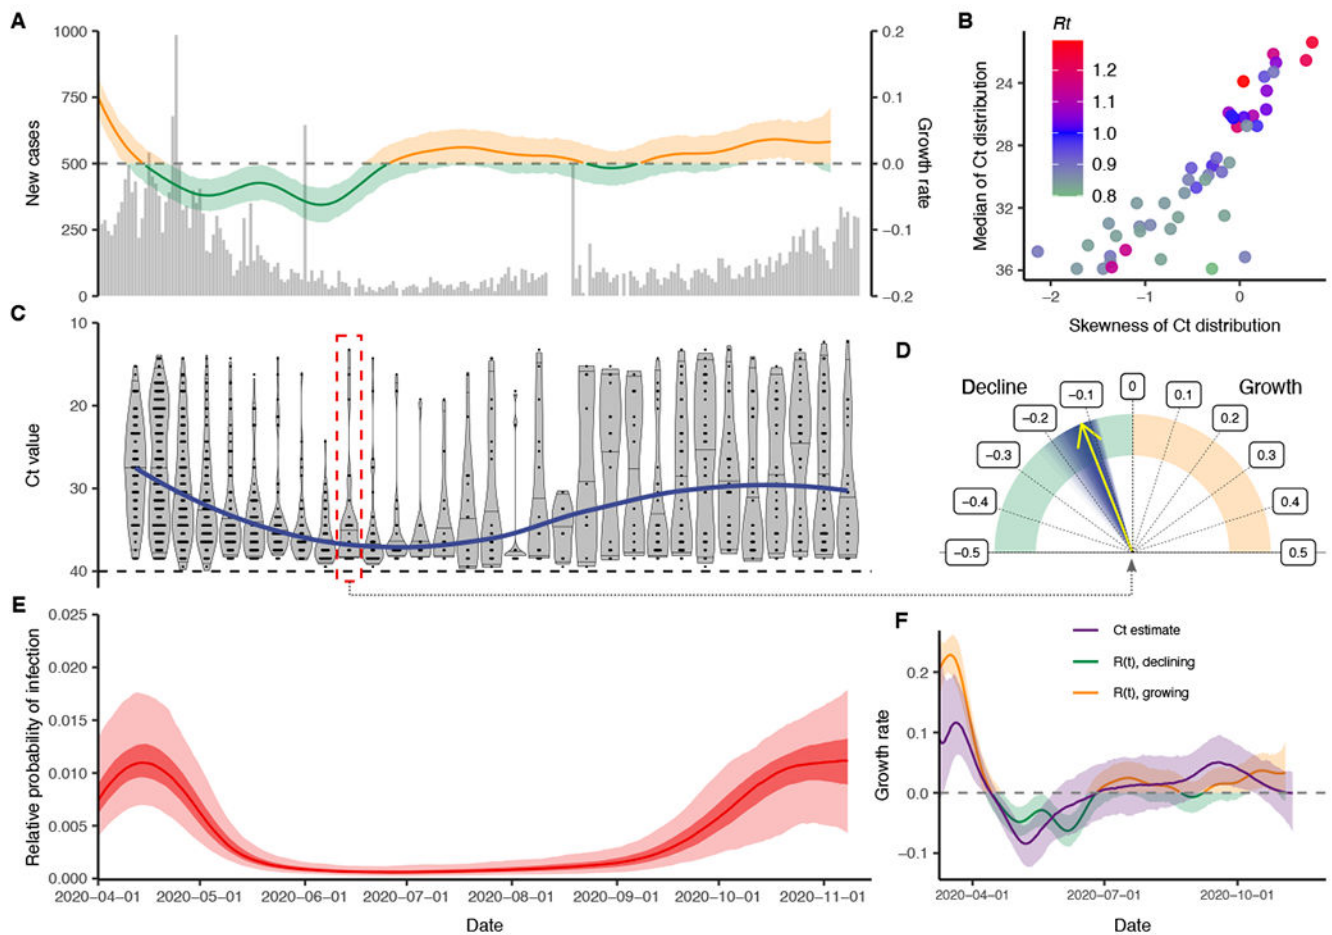 A
1000
750
500
250
0
New cases
0.2
0.1
0.0
−0.1
−0.2
Growth rate
B
Rt
1.2
1.1
1.0
0.9
0.8
24
28
32
36
Median of Ct distribution
−2
−1
0
Skewness of Ct distribution
C
10
20
30
40
Ct value
D
Decline
Growth
−0.5
−0.4
−0.3
−0.2
−0.1
0
0.1
0.2
0.3
0.4
0.5
E
0.025
0.020
0.015
0.010
0.005
0.000
Relative probability of infection
2020−04−01
2020−05−01
2020−06−01
2020−07−01
2020−08−01
2020−09−01
2020−10−01
2020−11−01
Date
F
Ct estimate
R(t), declining
R(t), growing
0.2
0.1
0.0
−0.1
Growth rate
2020−04−01
2020−07−01
2020−10−01
Date